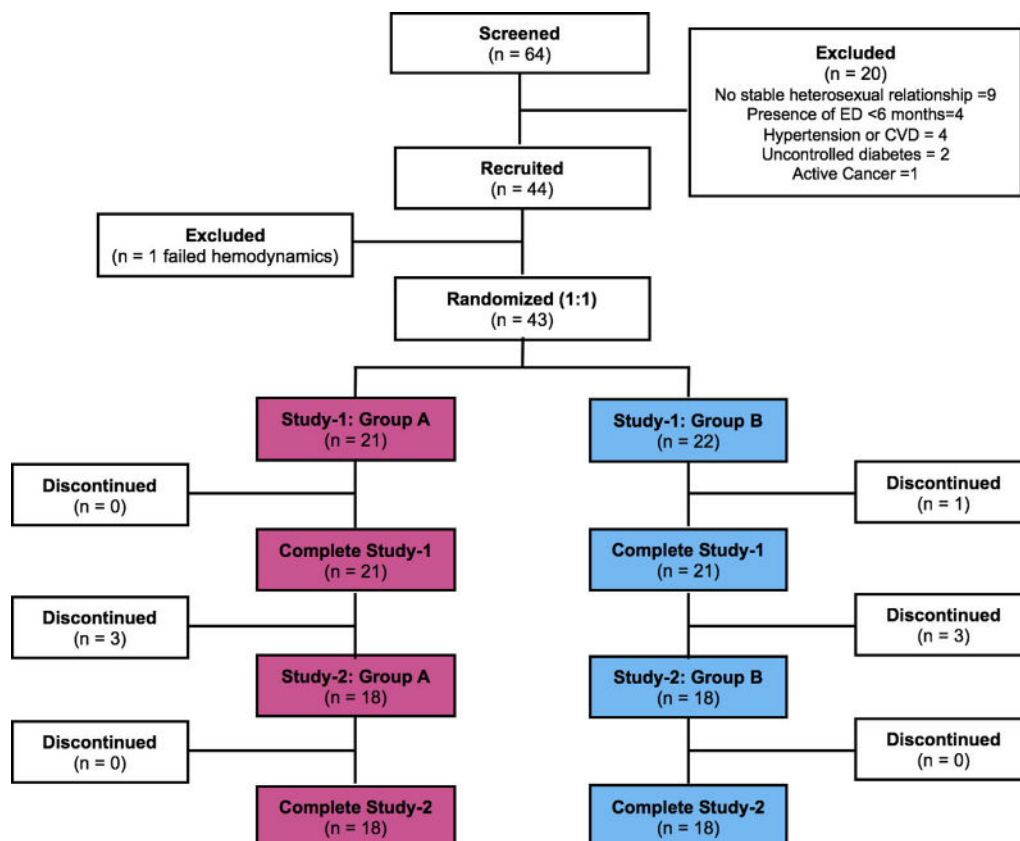 Screened
(n = 64)
Excluded
(n = 20)
No stable heterosexual relationship =9
Presence of ED <6 months=4
Hypertension or CVD = 4
Uncontrolled diabetes = 2
Active Cancer =1
Recruited
(n = 44)
Excluded
(n = 1 failed hemodynamics)
Randomized (1:1)
(n = 43)
Study-1: Group A
(n = 21)
Study-1: Group B
(n = 22)
Discontinued
(n = 0)
Discontinued
(n = 1)
Complete Study-1
(n = 21)
Complete Study-1
(n = 21)
Discontinued
(n = 3)
Discontinued
(n = 3)
Study-2: Group A
(n = 18)
Study-2: Group B
(n = 18)
Discontinued
(n = 0)
Discontinued
(n = 0)
Complete Study-2
(n = 18)
Complete Study-2
(n = 18)